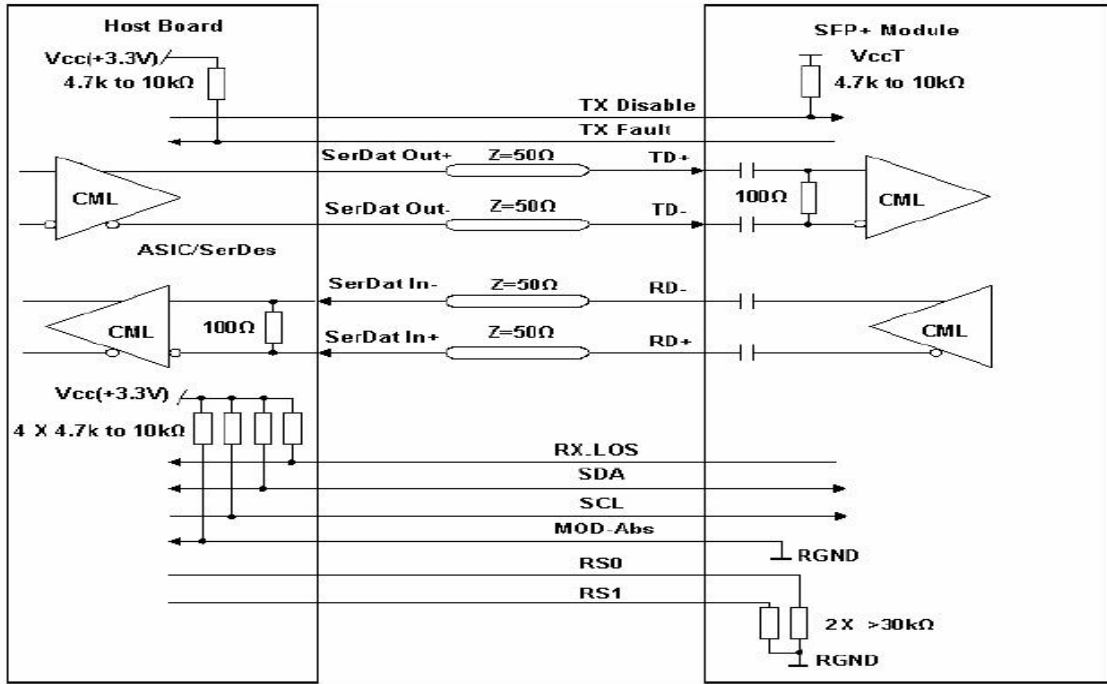 Host Board
SFP+ Module
Vcc(+3.3V)
VccT
4.7k to 10kΩ
4.7k to 10kΩ
TX Disable
TX Fault
SerDat Out+
Z=50Ω
TD+
CML
100Ω
CML
SerDat Out-
Z=50Ω
TD-
ASIC/SerDes
SerDat In-
Z=50Ω
RD-
CML
100Ω
CML
SerDat In+
Z=50Ω
RD+
Vcc(+3.3V)
4 X 4.7k to 10kΩ
RX_LOS
SDA
SCL
MOD-Abs
RGND
RS0
RS1
2 X >30kΩ
RGND